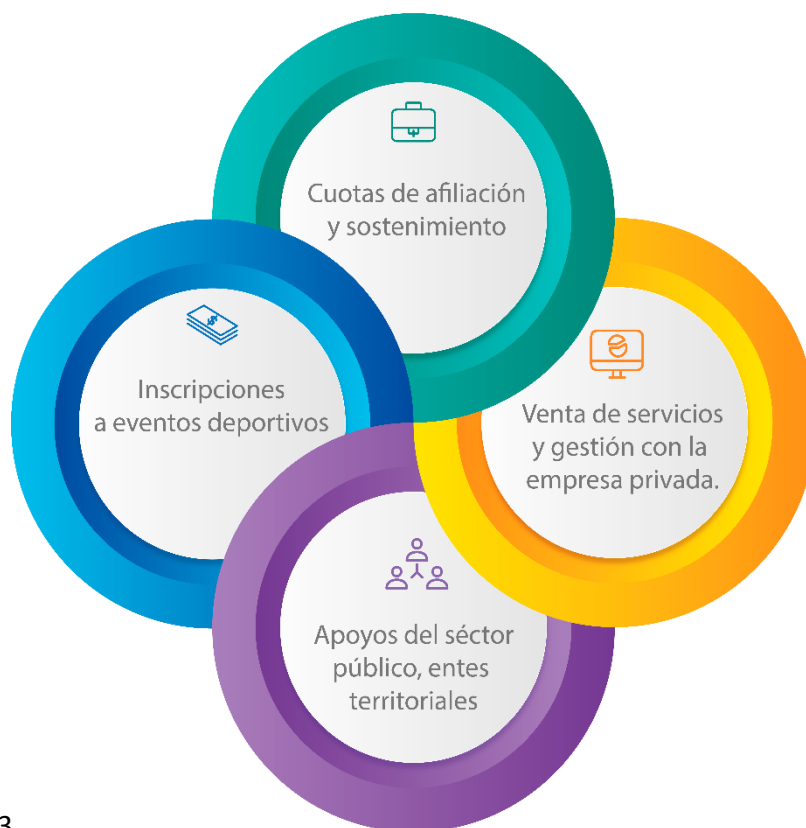 Cuotas de afiliación
y sostenimiento
Inscripciones
a eventos deportivos
Venta de servicios
y gestión con la
empresa privada.
Apoyos del séctor
público, entes
territoriales
3